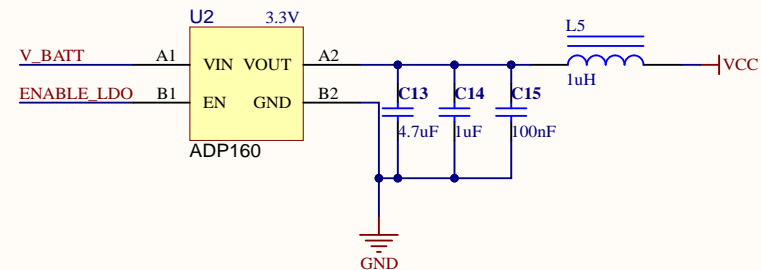 U2
3.3V
L5
V_BATT
A1
VIN
VOUT
A2
VCC
1uH
ENABLE_LDO
B1
EN
GND
B2
C13
C14
C15
4.7uF
1uF
100nF
ADP160
GND